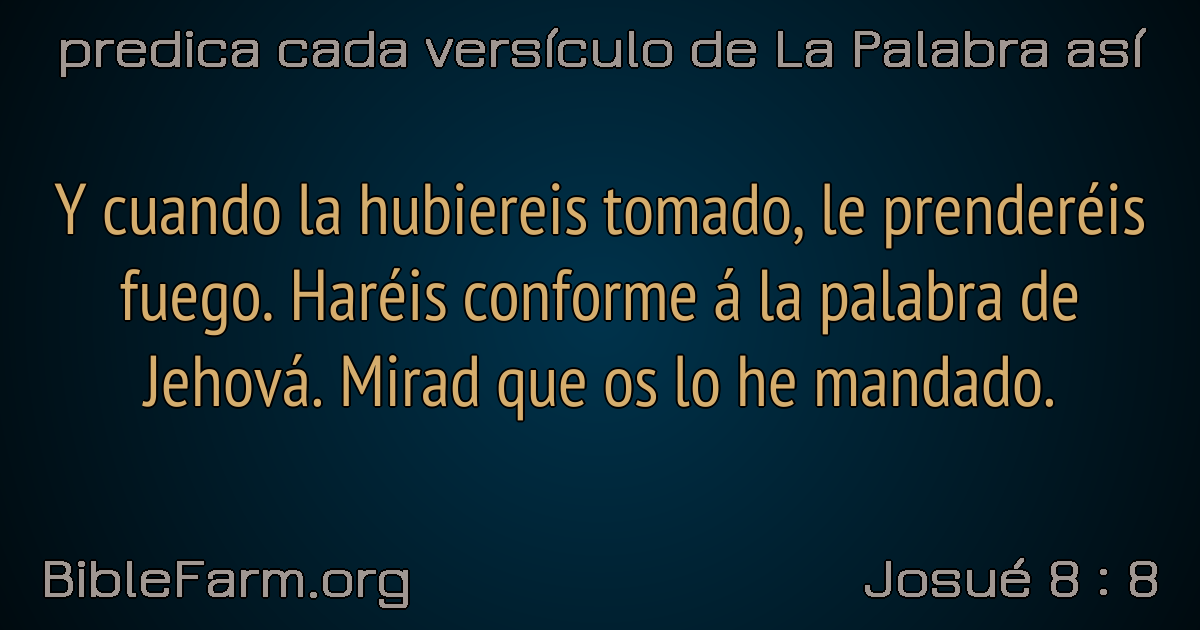 predica cada versículo de La Palabra así
Y cuando la hubiereis tomado, le prenderéis
fuego. Haréis conforme á la palabra de
Jehová. Mirad que os lo he mandado.
BibleFarm.org
Josué 8 : 8